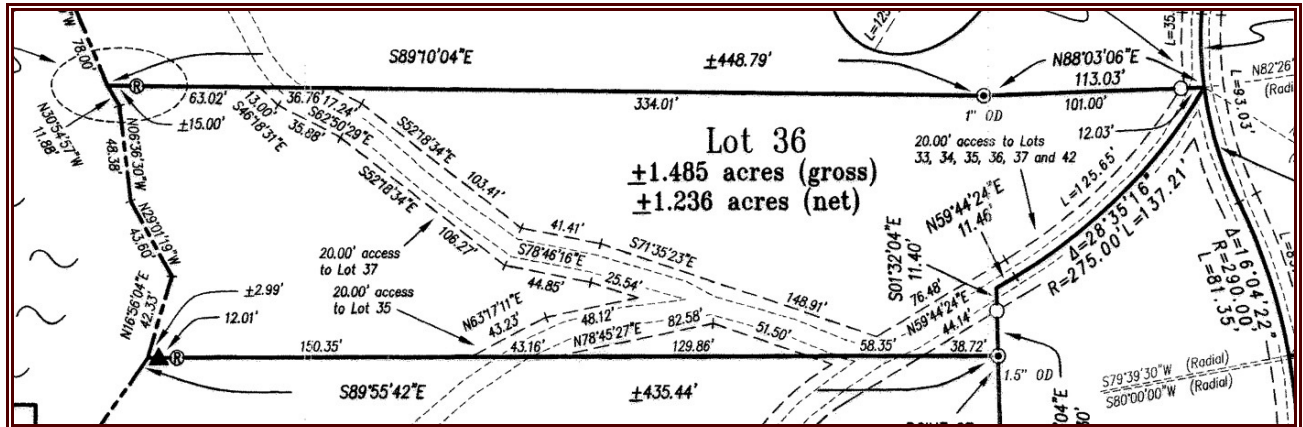 78.00'
S89°10'04"E
±448.79'
N88°03'06"E
113.03'
L=35.
N82°26'
(Radi
L=93.03'
63.02'
36.76'
17.24'
334.01'
101.00'
±15.00'
13.00'
S46°18'31"E
35.88'
S62°50'29"E
S52°18'34"E
103.41'
1" OD
12.03'
N30°54'57"W
11.88'
N06°36'30"W
48.38'
Lot 36
±1.485 acres (gross)
±1.236 acres (net)
20.00' access to Lots
33, 34, 35, 36, 37 and 42
L=125.65'
Δ=28°35'16"
R=275.00' L=137.21'
S52°18'34"E
106.27'
N29°01'19"W
43.60'
N59°44'24"E
11.46'
S01°32'04"E
11.40'
41.41'
S71°35'23"E
S78°46'16"E
20.00' access
to Lot 37
20.00' access
to Lot 35
44.85'
25.54'
148.91'
76.48'
N59°44'24"E
44.14'
Δ=16°04'22"
R=290.00'
L=81.35'
±2.99'
12.01'
N16°56'04"E
42.33'
N63°17'11"E
43.23'
48.12'
N78°45'27"E
82.58'
51.50'
150.35'
43.16'
129.86'
58.35'
38.72'
S89°55'42"E
±435.44'
1.5" OD
S79°39'30"W (Radial)
S80°00'00"W (Radial)
04"E